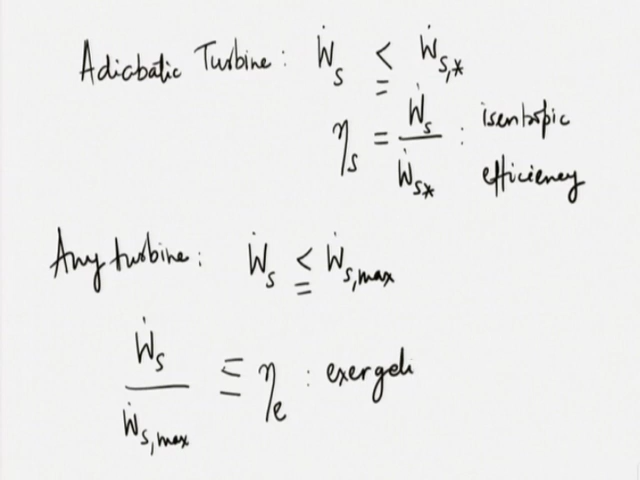 Adiabatic Turbine : Ẇs ≤ Ẇs,*
ηs = Ẇs / Ẇs* : isentropic efficiency
Any turbine : Ẇs ≤ Ẇs,max
Ẇs / Ẇs,max ≡ ηe : exergeti